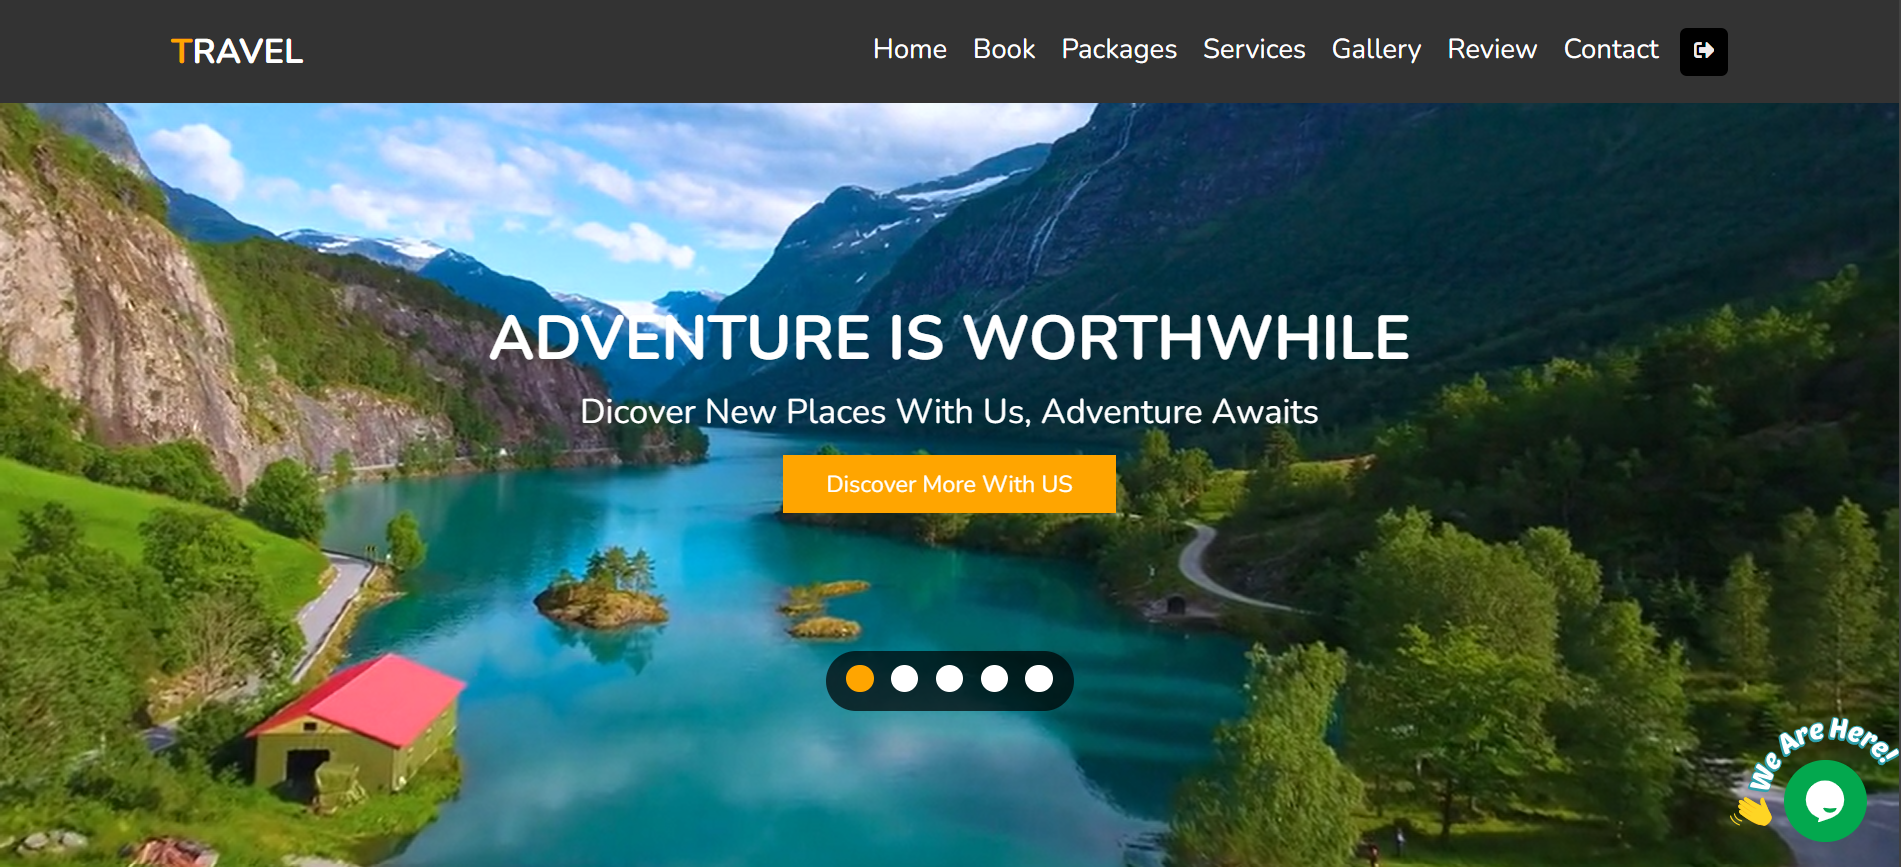 TRAVEL
Home Book Packages Services Gallery Review Contact
ADVENTURE IS WORTHWHILE
Dicover New Places With Us, Adventure Awaits
Discover More With US
We Are Here!